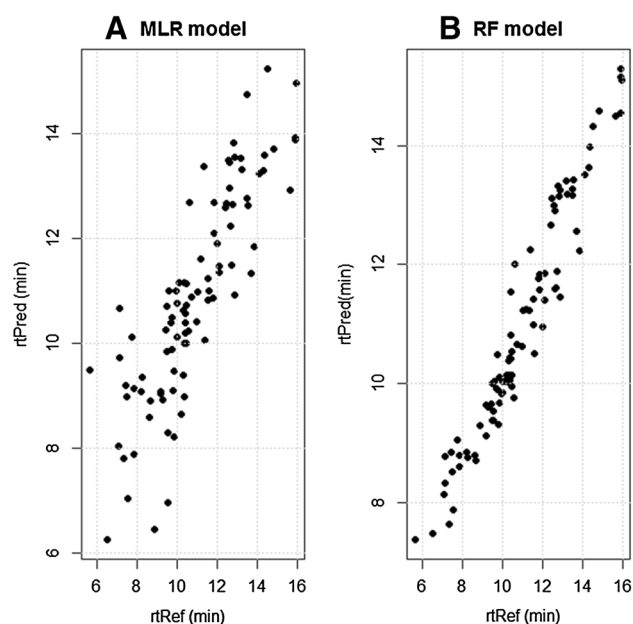 A MLR model
B RF model
rtPred (min)
14
12
10
8
6
6 8 10 12 14 16
rtRef (min)
rtPred(min)
14
12
10
8
6 8 10 12 14 16
rtRef (min)